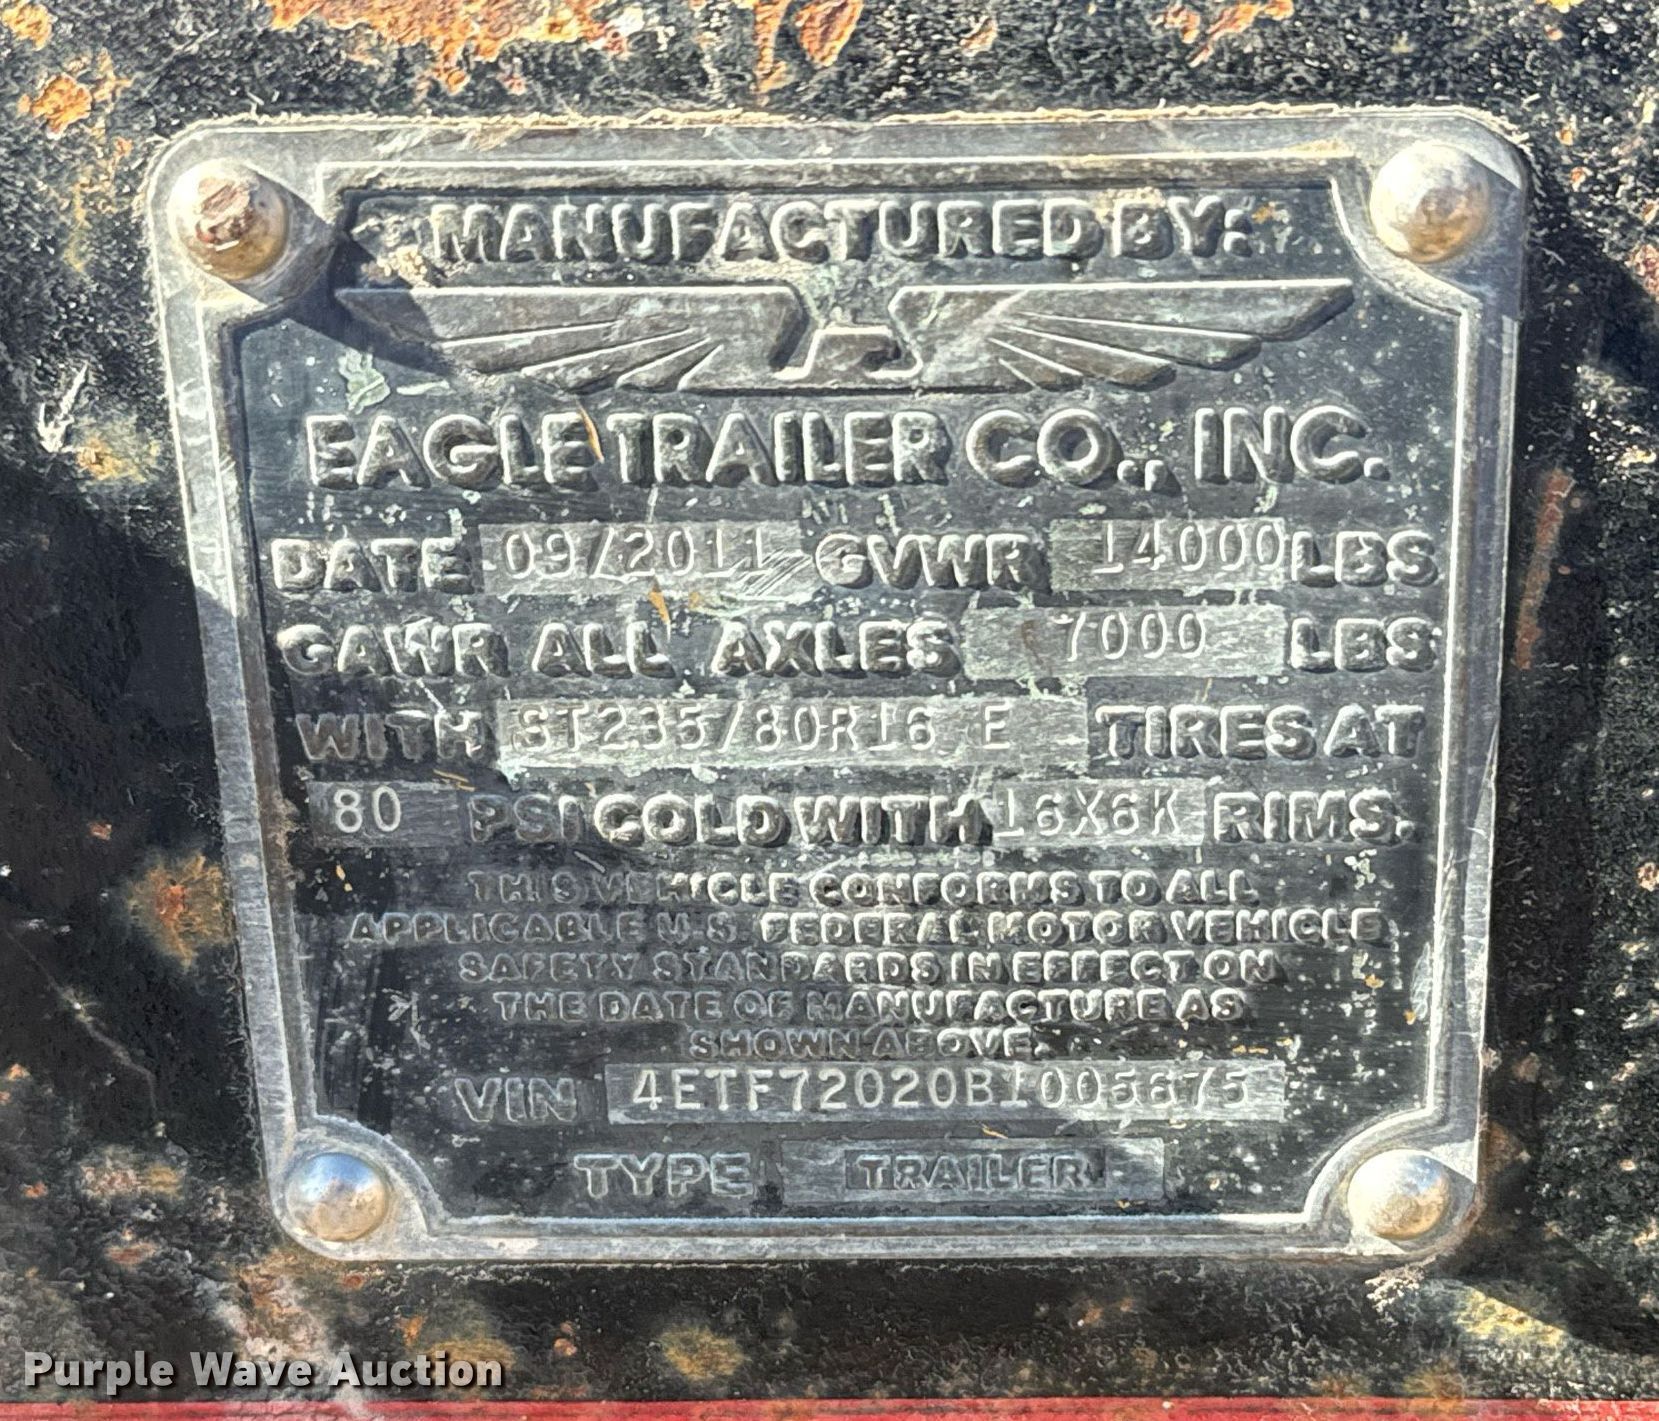 MANUFACTURED BY:
EAGLE TRAILER CO., INC.
DATE 09/2011 GVWR 14000 LBS
GAWR ALL AXLES 7000 LBS
WITH ST235/80R16 E TIRES AT
80 PSI COLD WITH 16X6K RIMS.
THIS VEHICLE CONFORMS TO ALL
APPLICABLE U.S. FEDERAL MOTOR VEHICLE
SAFETY STANDARDS IN EFFECT ON
THE DATE OF MANUFACTURE AS
SHOWN ABOVE.
VIN 4ETF72020B1005675
TYPE TRAILER
Purple Wave Auction